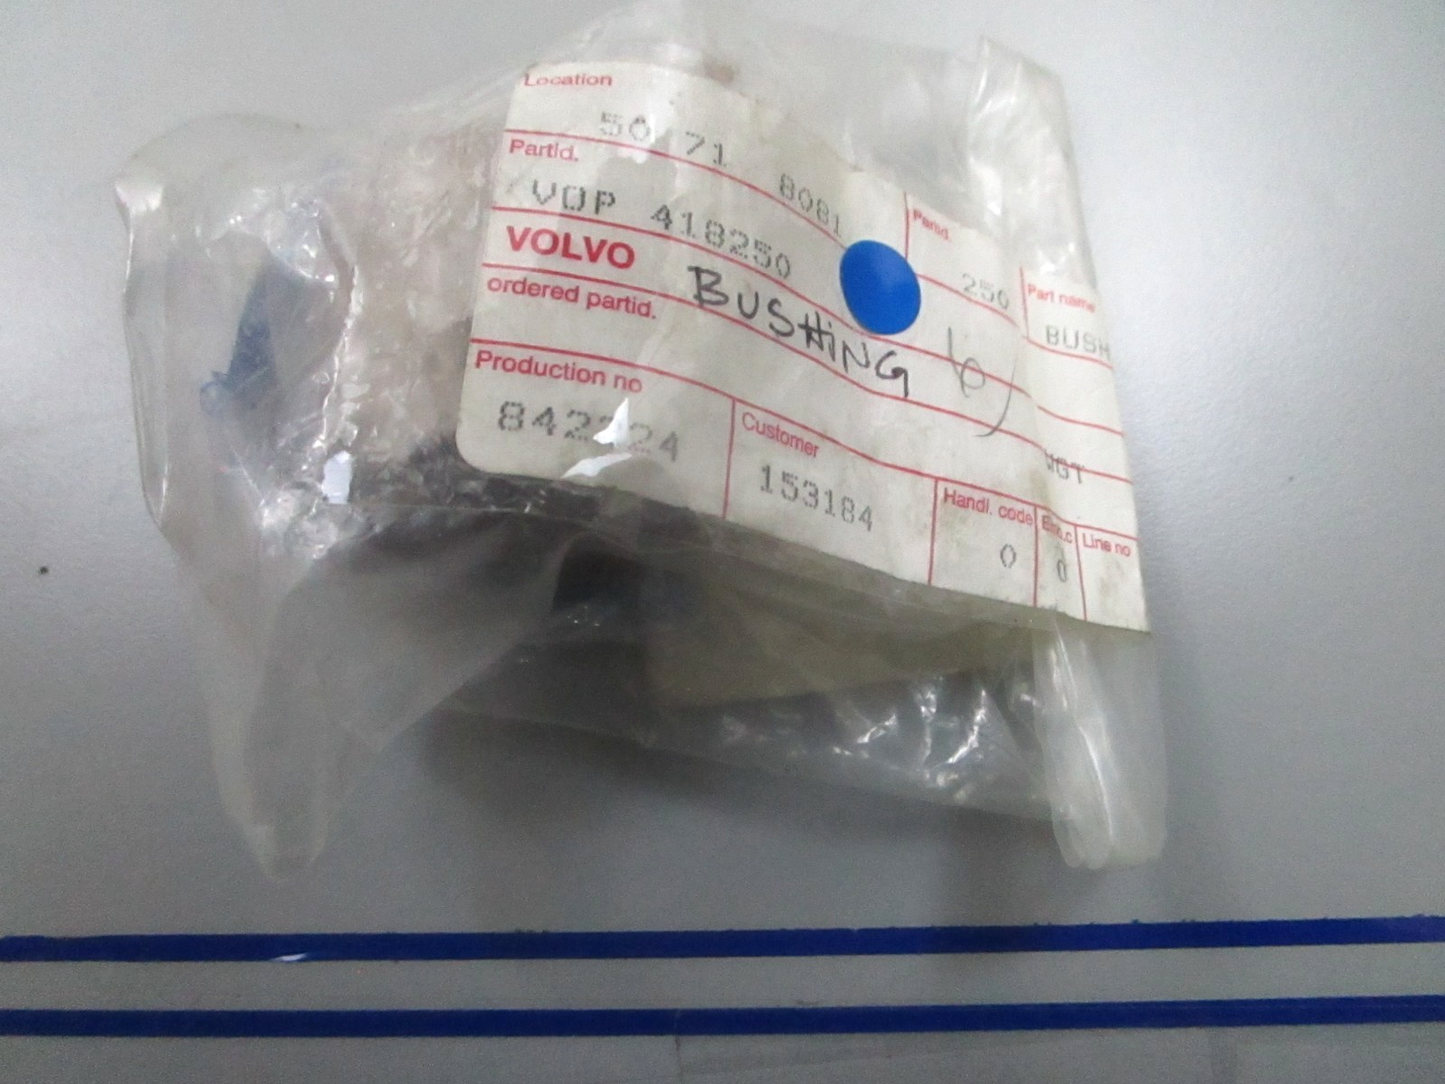 Location
50 71 8081
Partid.
VOP 418250
Partid.
250
VOLVO
BUSHiNG
Part name
BUSH
ordered partid.
Production no
Customer
153184
WGT
Handl. code
0
0
Line no